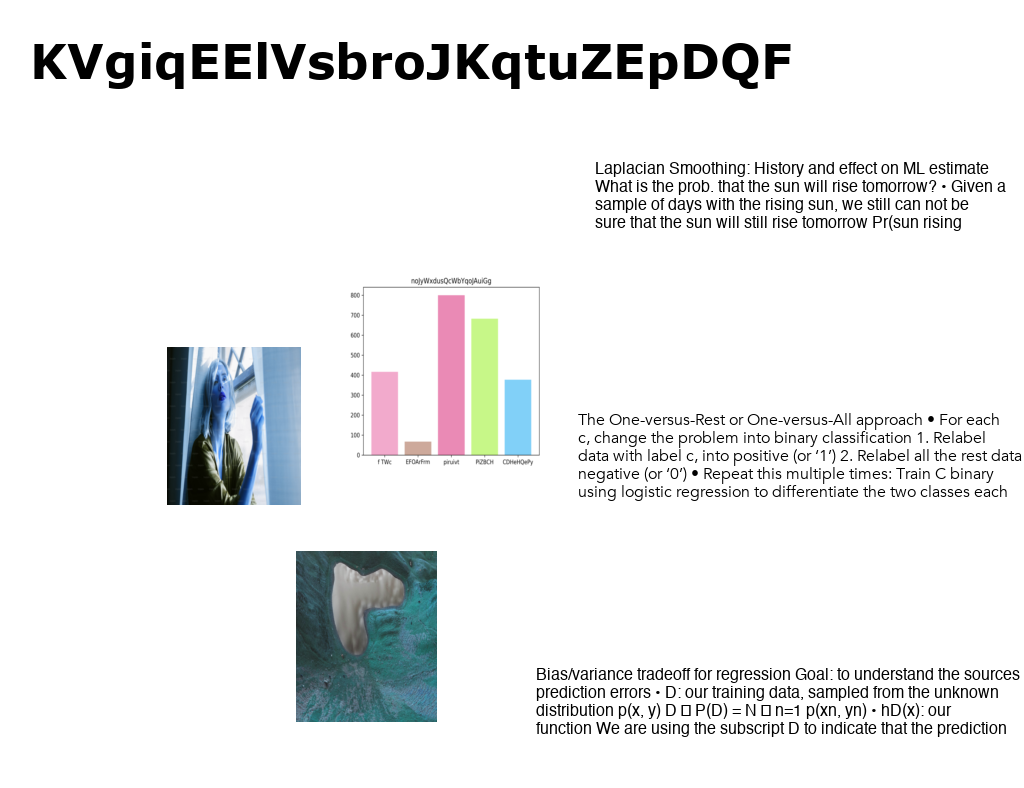 KVgiqEElVsbroJKqtuZEpDQF
Laplacian Smoothing: History and effect on ML estimate
What is the prob. that the sun will rise tomorrow? • Given a
sample of days with the rising sun, we still can not be
sure that the sun will still rise tomorrow Pr(sun rising
800
700
600
500
400
300
200
100
0
piruivt
EFOArFrm
CDHeHQePy
The One-versus-Rest or One-versus-All approach • For each
c, change the problem into binary classification 1. Relabel
data with label c, into positive (or ‘1’) 2. Relabel all the rest data
negative (or ‘0’) • Repeat this multiple times: Train C binary
using logistic regression to differentiate the two classes each
Bias/variance tradeoff for regression Goal: to understand the sources
prediction errors • D: our training data, sampled from the unknown
distribution p(x, y) D □ P(D) = N □ n=1 p(xn, yn) • hD(x): our
function We are using the subscript D to indicate that the prediction